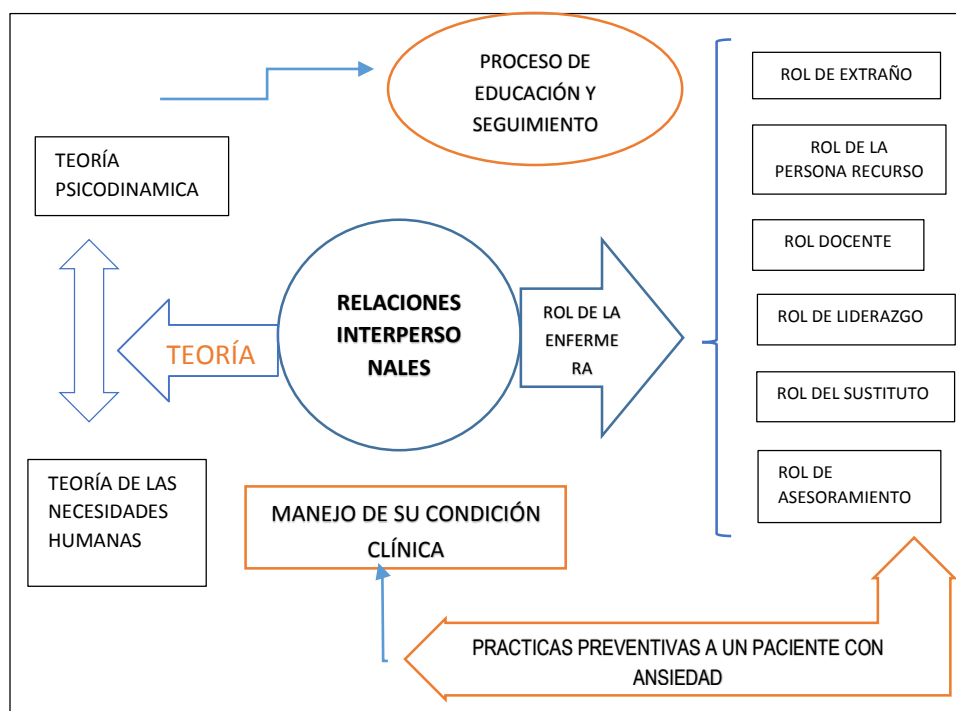 PROCESO DE
EDUCACIÓN Y
SEGUIMIENTO
TEORÍA
PSICODINAMICA
TEORÍA
RELACIONES
INTERPERSO
NALES
ROL DE LA
ENFERME
RA
ROL DE EXTRAÑO
ROL DE LA
PERSONA RECURSO
ROL DOCENTE
ROL DE LIDERAZGO
ROL DEL SUSTITUTO
ROL DE
ASESORAMIENTO
TEORÍA DE LAS
NECESIDADES
HUMANAS
MANEJO DE SU CONDICIÓN
CLÍNICA
PRACTICAS PREVENTIVAS A UN PACIENTE CON
ANSIEDAD